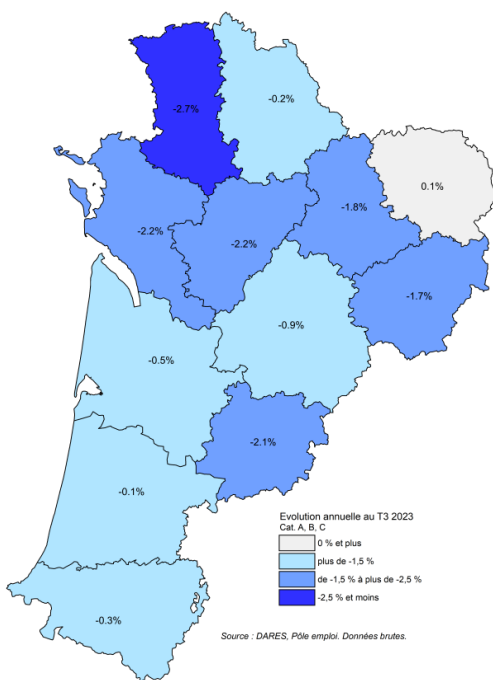 -2.7%
-0.2%
0.1%
-1.8%
-2.2%
-2.2%
-1.7%
-0.9%
-0.5%
-2.1%
-0.1%
-0.3%
Evolution annuelle au T3 2023
Cat. A, B, C
0 % et plus
plus de -1,5 %
de -1,5 % à plus de -2,5 %
-2,5 % et moins
Source : DARES, Pôle emploi. Données brutes.